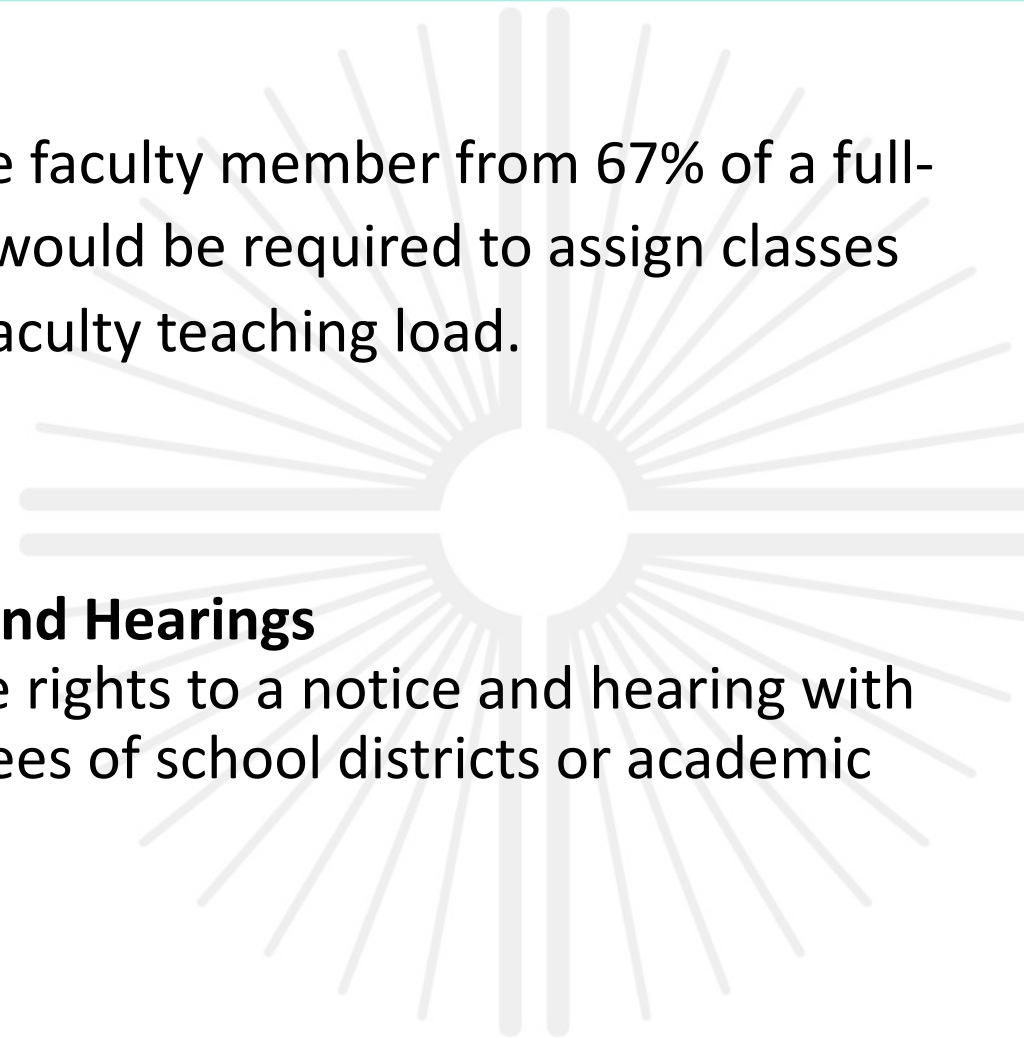 faculty member from 67% of a full-
would be required to assign classes
aculty teaching load.
nd Hearings
e rights to a notice and hearing with
ees of school districts or academic